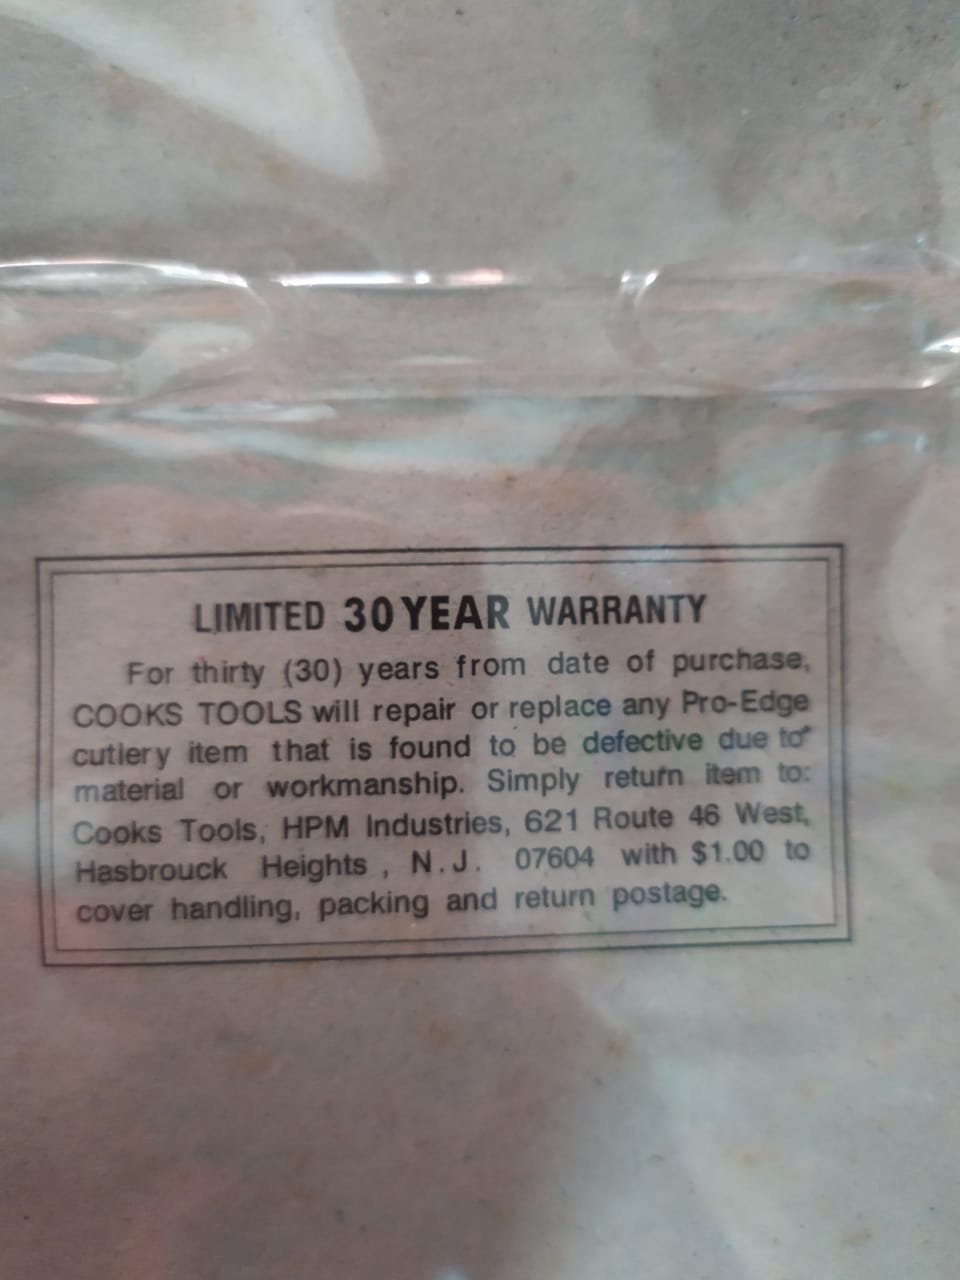 LIMITED 30 YEAR WARRANTY
For thirty (30) years from date of purchase,
COOKS TOOLS will repair or replace any Pro-Edge
cutlery item that is found to be defective due to
material or workmanship. Simply return item to:
Cooks Tools, HPM Industries, 621 Route 46 West,
Hasbrouck Heights , N.J. 07604 with $1.00 to
cover handling, packing and return postage.